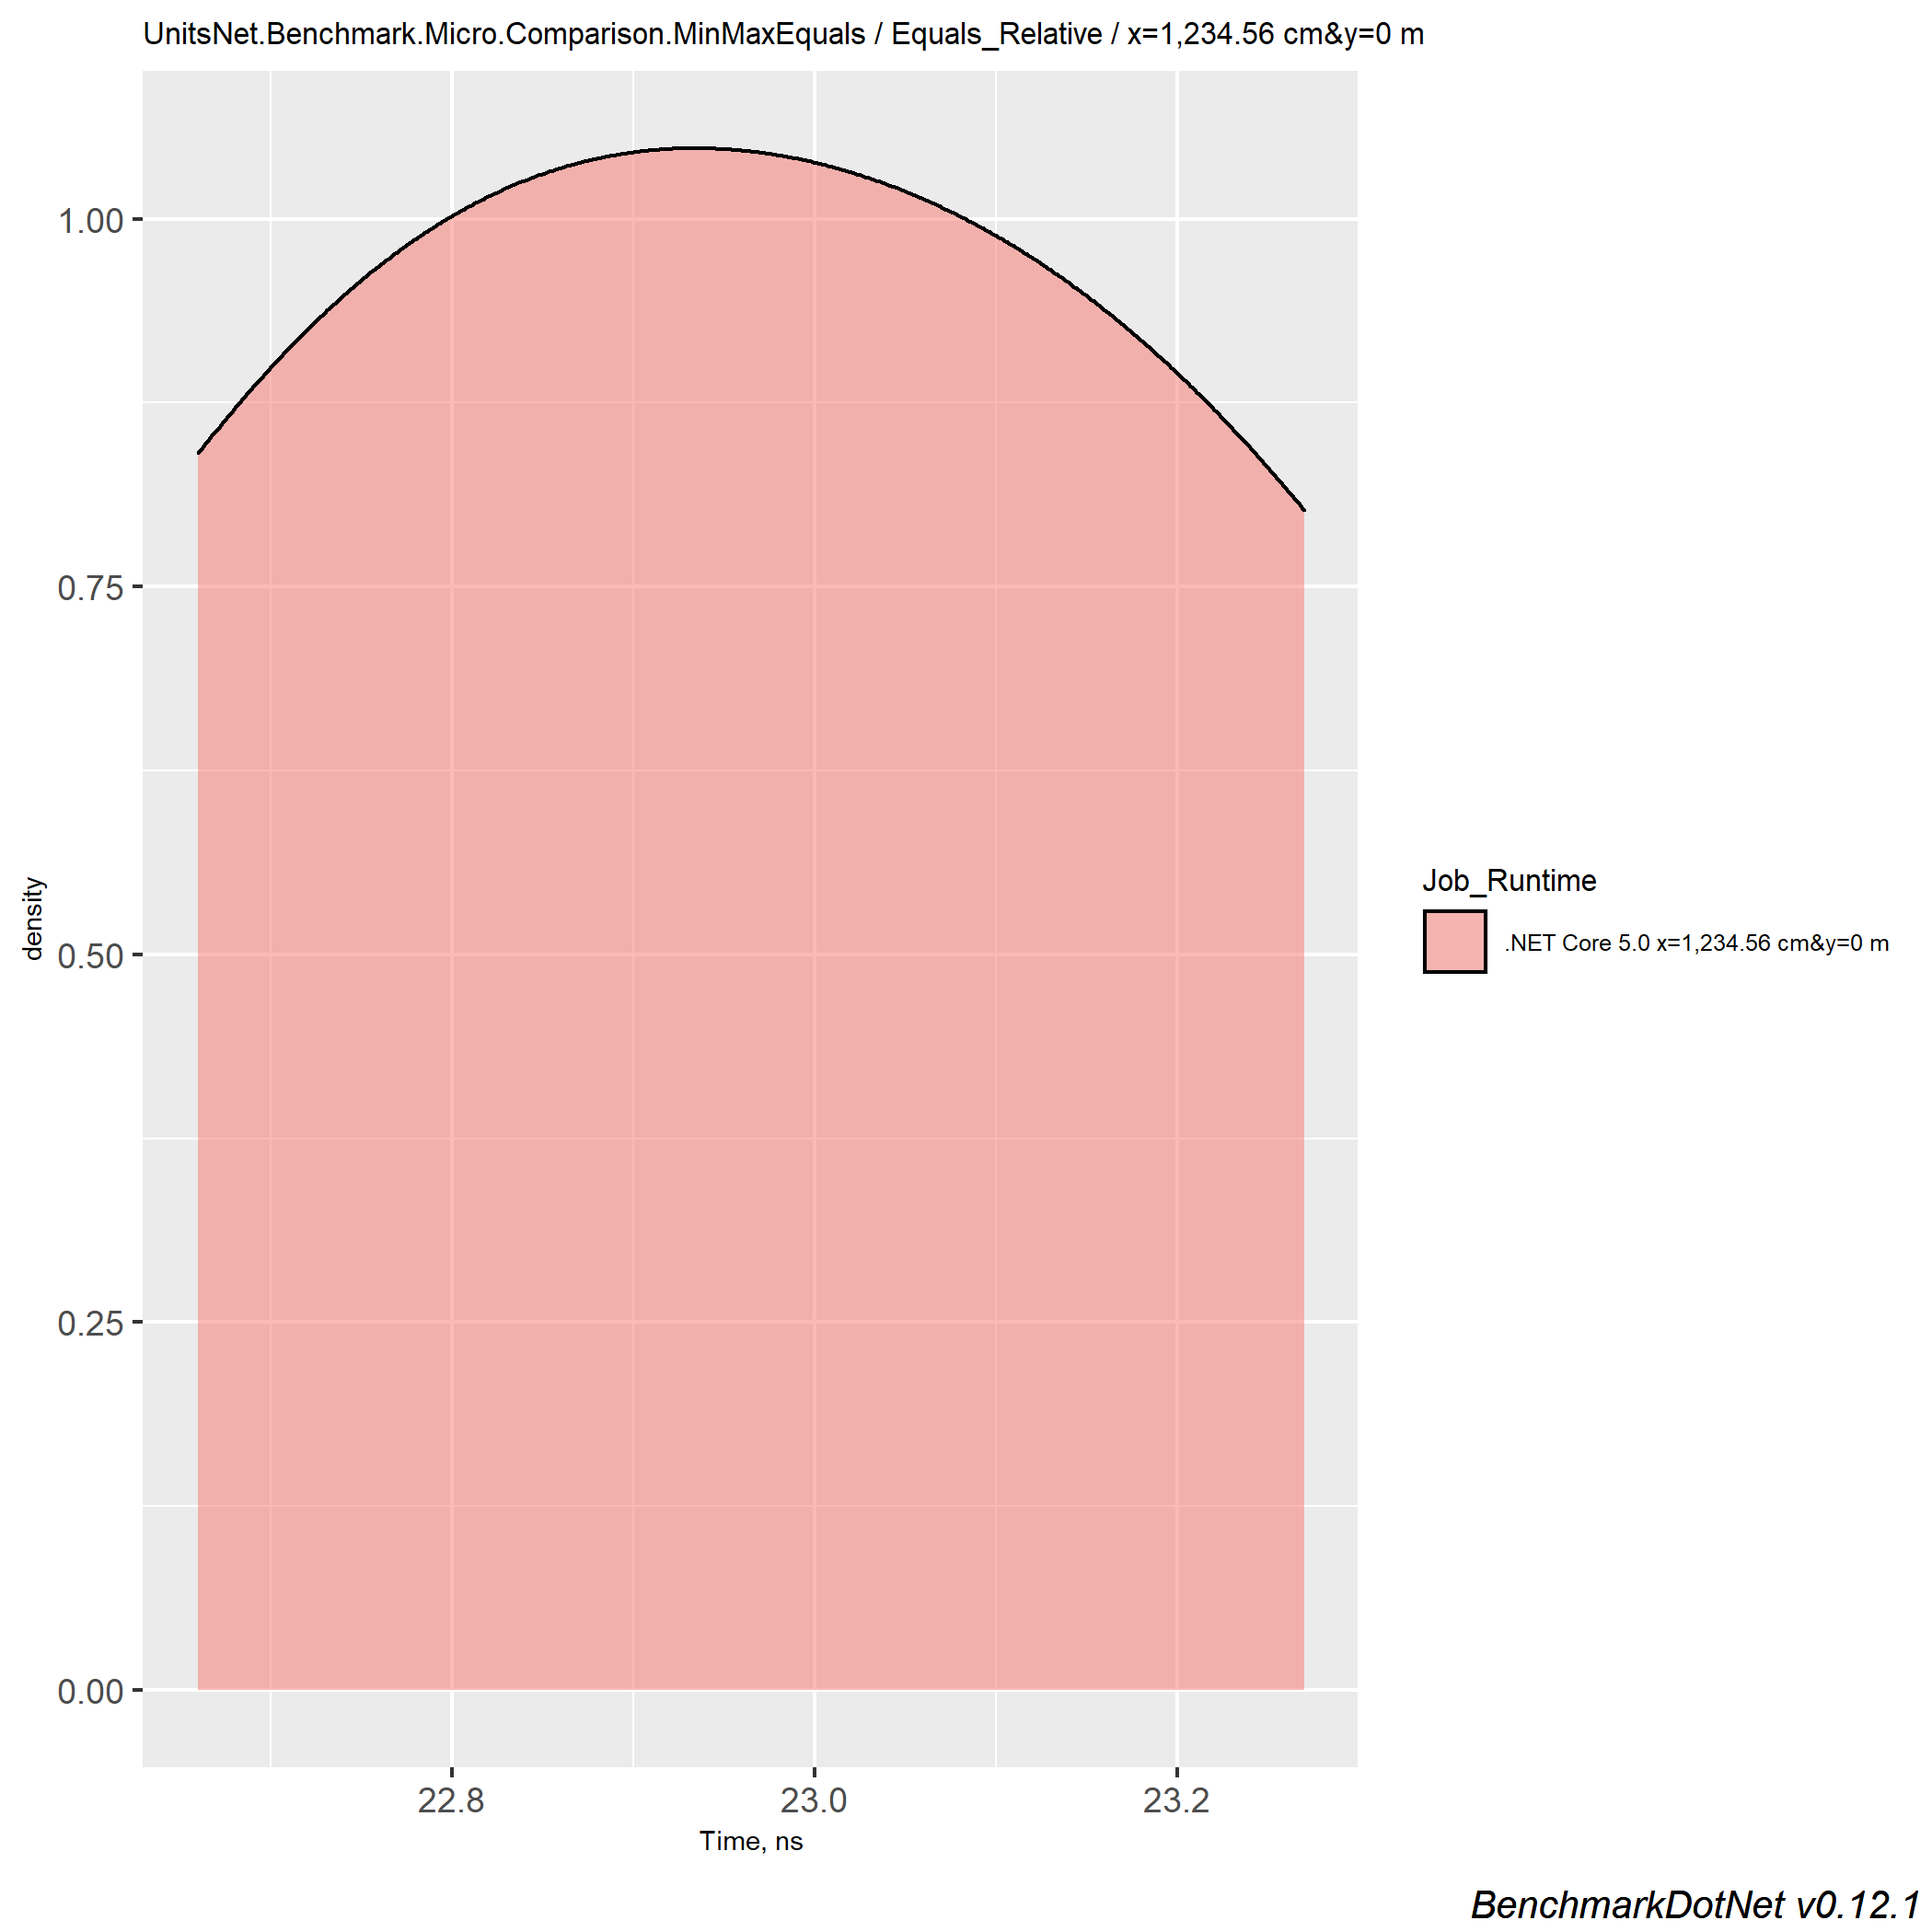 UnitsNet.Benchmark.Micro.Comparison.MinMaxEquals / Equals_Relative / x=1,234.56 cm&y=0 m
1.00
0.75
0.50
0.25
0.00
density
22.8 23.0 23.2
Time, ns
Job_Runtime
.NET Core 5.0 x=1,234.56 cm&y=0 m
BenchmarkDotNet v0.12.1